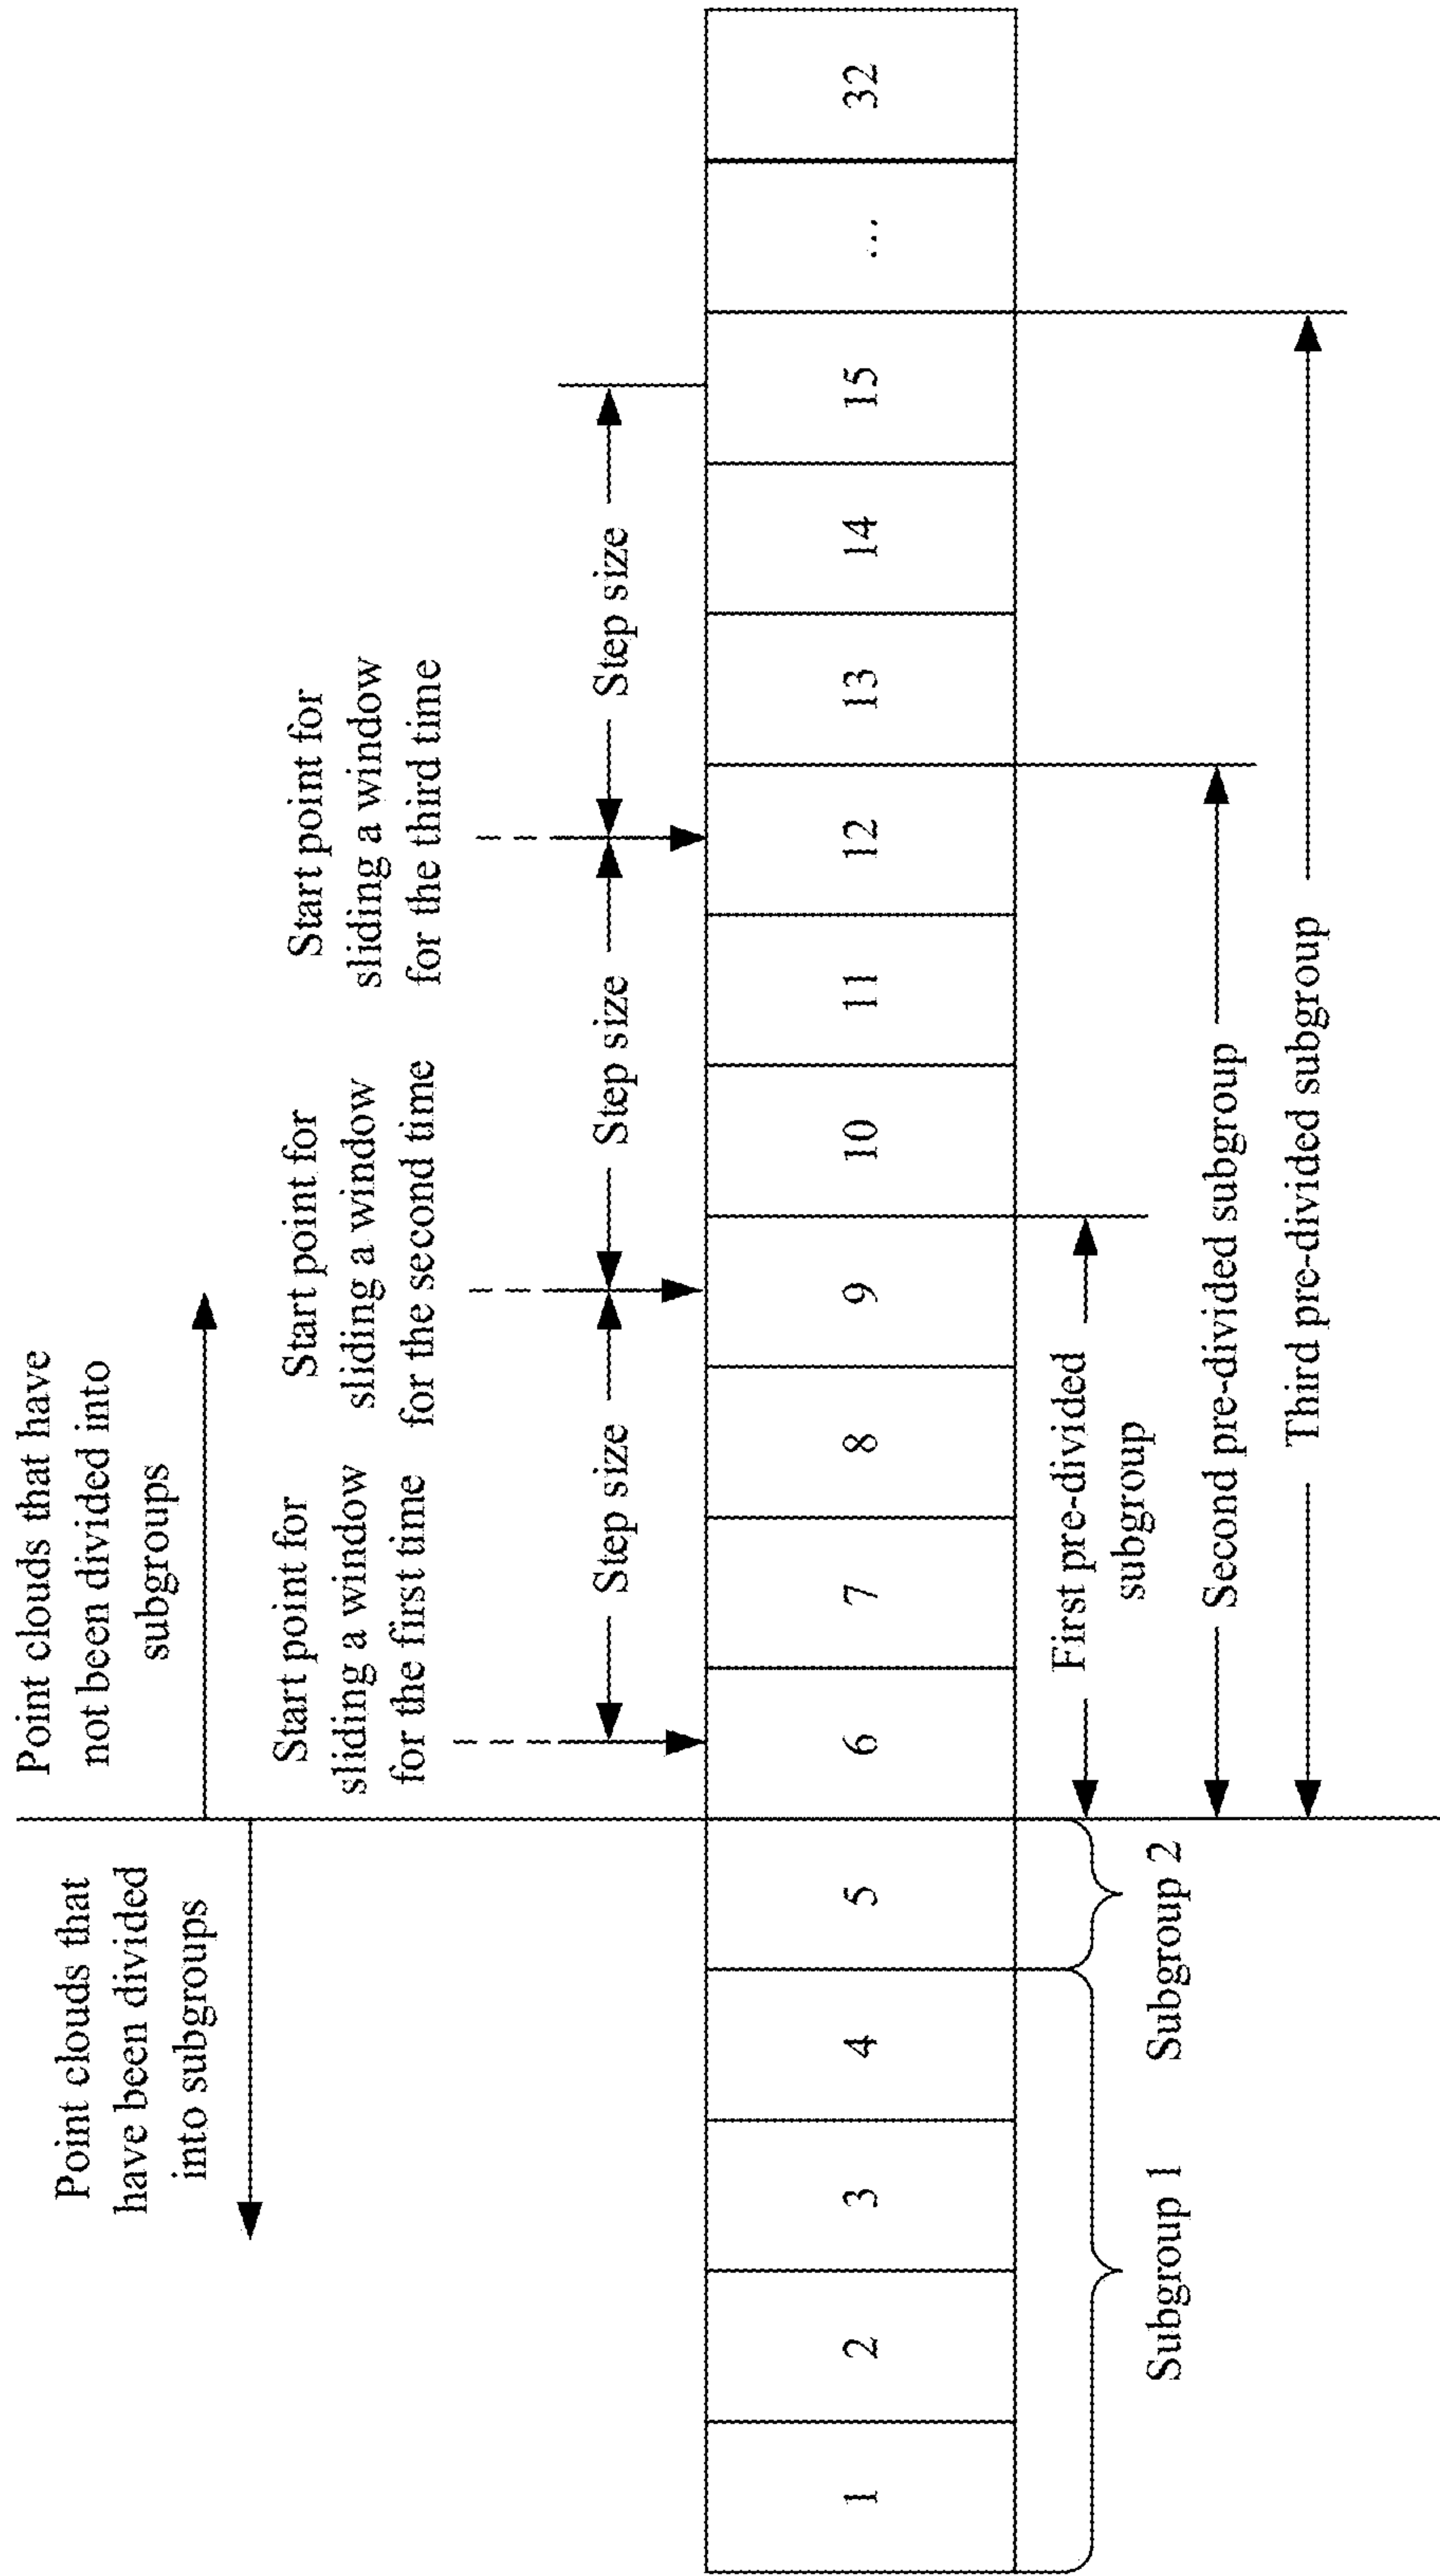 Point clouds that
have been divided
into subgroups
Point clouds that have
not been divided into
subgroups
Start point for
sliding a window
for the first time
Start point for
sliding a window
for the second time
Start point for
sliding a window
for the third time
Step size
Step size
Step size
1
2
3
4
5
6
7
8
9
10
11
12
13
14
15
...
32
Subgroup 1
Subgroup 2
First pre-divided
subgroup
Second pre-divided subgroup
Third pre-divided subgroup